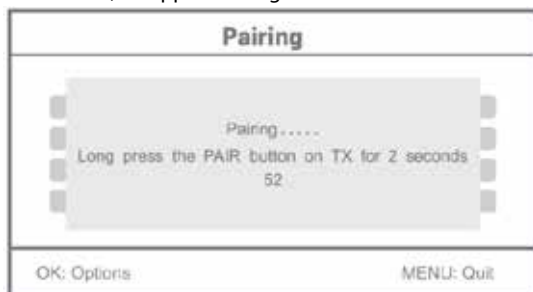 Pairing
Pairing.....
Long press the PAIR button on TX for 2 seconds
52
OK: Options
MENU: Quit